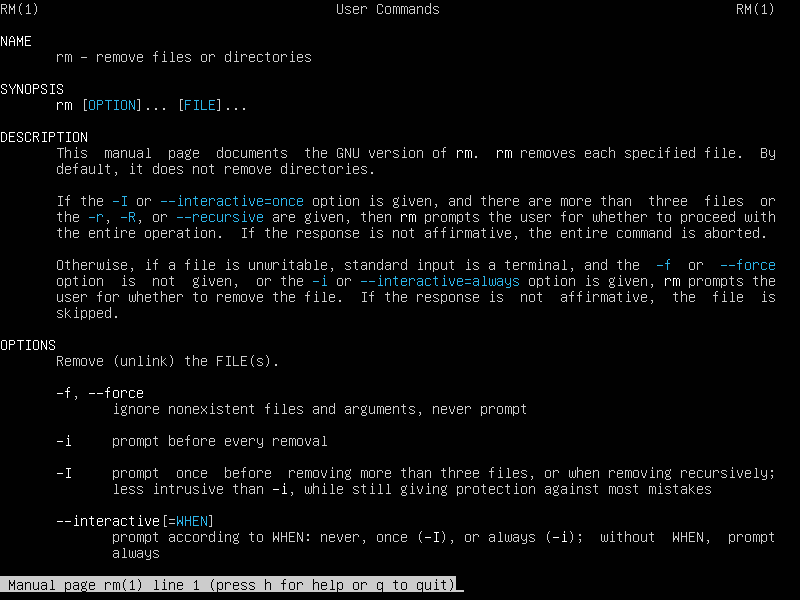 RM(1) User Commands RM(1)
NAME
rm - remove files or directories
SYNOPSIS
rm [OPTION]... [FILE]...
DESCRIPTION
This manual page documents the GNU version of rm. rm removes each specified file. By
default, it does not remove directories.
If the -I or --interactive=once option is given, and there are more than three files or
the -r, -R, or --recursive are given, then rm prompts the user for whether to proceed with
the entire operation. If the response is not affirmative, the entire command is aborted.
Otherwise, if a file is unwritable, standard input is a terminal, and the -f or --force
option is not given, or the -i or --interactive=always option is given, rm prompts the
user for whether to remove the file. If the response is not affirmative, the file is
skipped.
OPTIONS
Remove (unlink) the FILE(s).
-f, --force
ignore nonexistent files and arguments, never prompt
-i prompt before every removal
-I prompt once before removing more than three files, or when removing recursively;
less intrusive than -i, while still giving protection against most mistakes
--interactive[=WHEN]
prompt according to WHEN: never, once (-I), or always (-i); without WHEN, prompt
always
Manual page rm(1) line 1 (press h for help or q to quit)